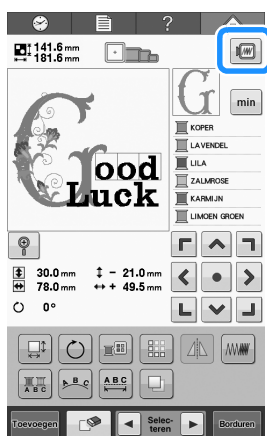 ?
141.6 mm
181.6 mm
G
min
KOPER
LAVENDEL
LILA
ZALMROSE
KARMIJN
LIMOEN GROEN
Good
Luck
30.0 mm
- 21.0 mm
78.0 mm
+ 49.5 mm
0°
A B C
A B C
A B C
Toevoegen
Selec-
teren
Borduren